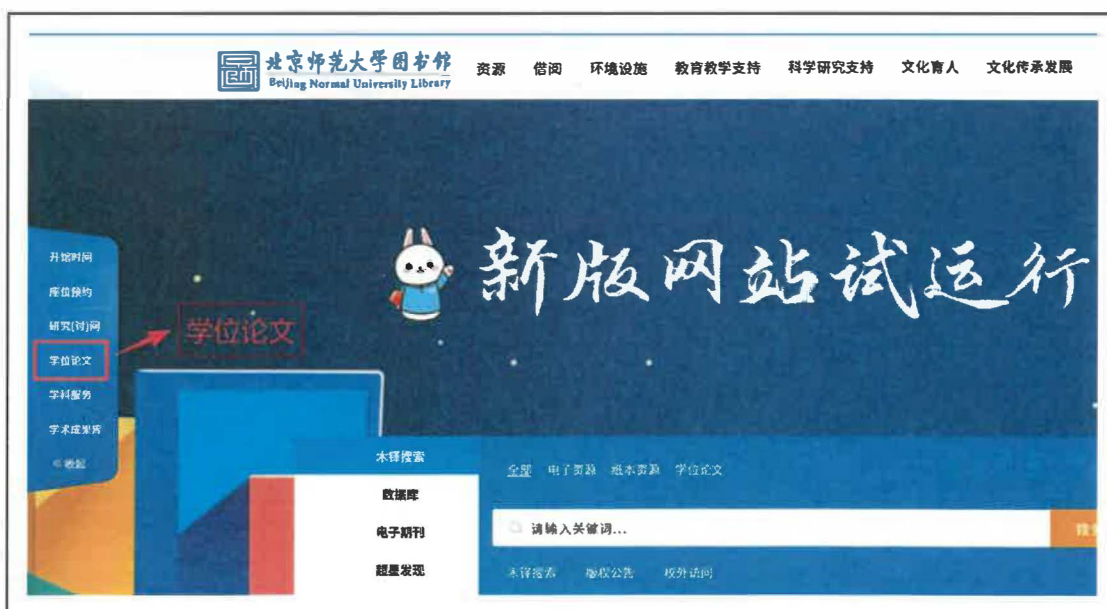 北京师范大学图书馆
Beijing Normal University Library
资源 借阅 环境设施 教育教学支持 科学研究支持 文化育人 文化传承发展
新版网站试运行
开馆时间
座位预约
研究(讨)间
学位论文
学位论文
学科服务
学术成果库
收起
木铎搜索
全部 电子资源 纸本资源 学位论文
数据库
电子期刊
请输入关键词...
超星发现
木铎搜索 版权公告 校外访问